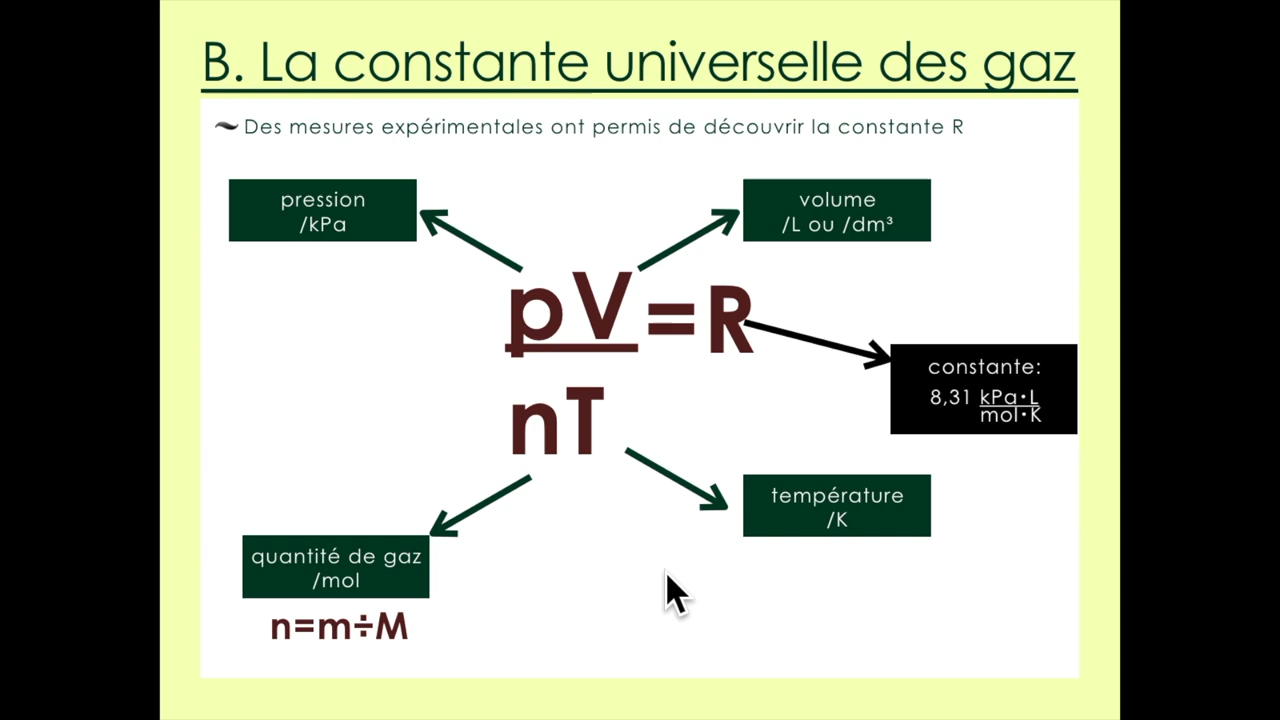 B. La constante universelle des gaz
Des mesures expérimentales ont permis de découvrir la constante R
pression
/kPa
volume
/L ou /dm³
pV
=R
nT
constante:
8,31 kPa·L
mol·K
température
/K
quantité de gaz
/mol
n=m÷M